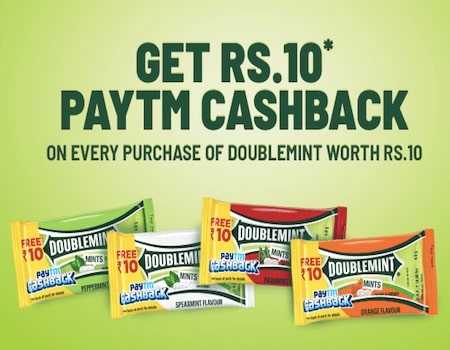 GET RS.10*
PAYTM CASHBACK
ON EVERY PURCHASE OF DOUBLEMINT WORTH RS.10
FREE
₹10
DOUBLEMINT
MINTS
PEPPERMINT
Paytm
CASHBACK
FREE
₹10
DOUBLEMINT
MINTS
SPEARMINT FLAVOUR
Paytm
CASHBACK
FREE
₹10
DOUBLEMINT
MINTS
Paytm
CASHBACK
FREE
₹10
DOUBLEMINT
MINTS
ORANGE FLAVOUR
Paytm
CASHBACK